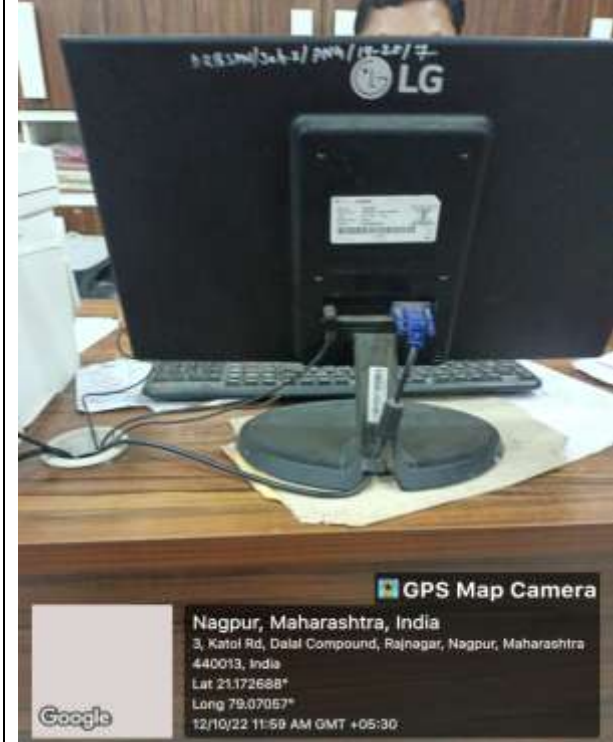 LG
GPS Map Camera
Nagpur, Maharashtra, India
3, Katol Rd, Dalal Compound, Rajnagar, Nagpur, Maharashtra
440013, India
Lat 21.172688°
Long 79.07057°
12/10/22 11:59 AM GMT +05:30
Google